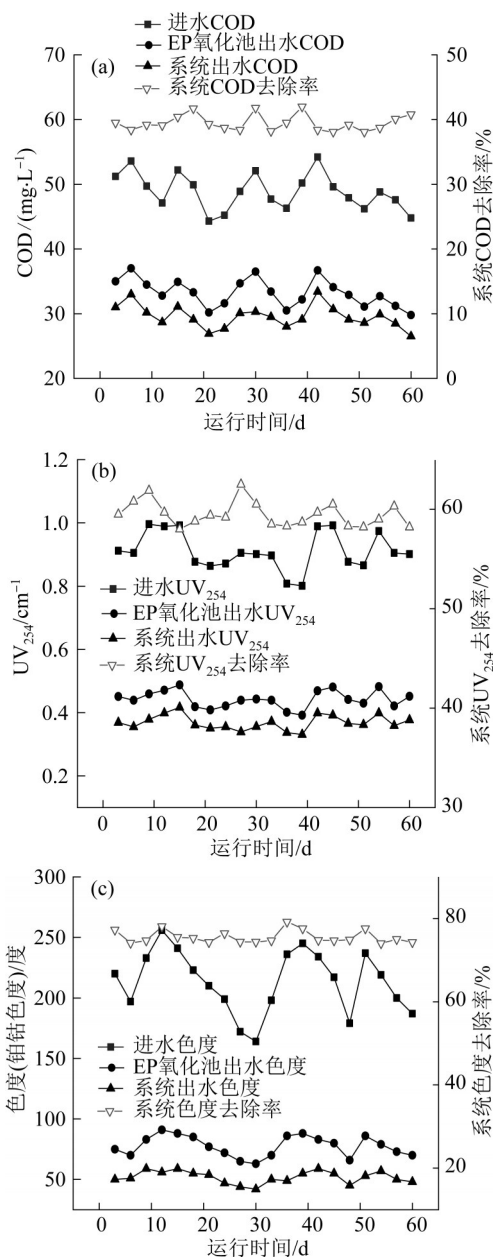 进水COD
EP氧化池出水COD
系统出水COD
系统COD去除率
(a)
70
60
50
40
30
20
COD/(mg·L⁻¹)
50
40
30
20
10
0
系统COD去除率/%
0 10 20 30 40 50 60
运行时间/d
(b)
1.2
1.0
0.8
0.6
0.4
0.2
UV₂₅₄/cm⁻¹
进水UV₂₅₄
EP氧化池出水UV₂₅₄
系统出水UV₂₅₄
系统UV₂₅₄去除率
60
50
40
30
系统UV₂₅₄去除率/%
0 10 20 30 40 50 60
运行时间/d
(c)
300
250
200
150
100
50
色度(铂钴色度)/度
进水色度
EP氧化池出水色度
系统出水色度
系统色度去除率
80
60
40
20
系统色度去除率/%
0 10 20 30 40 50 60
运行时间/d